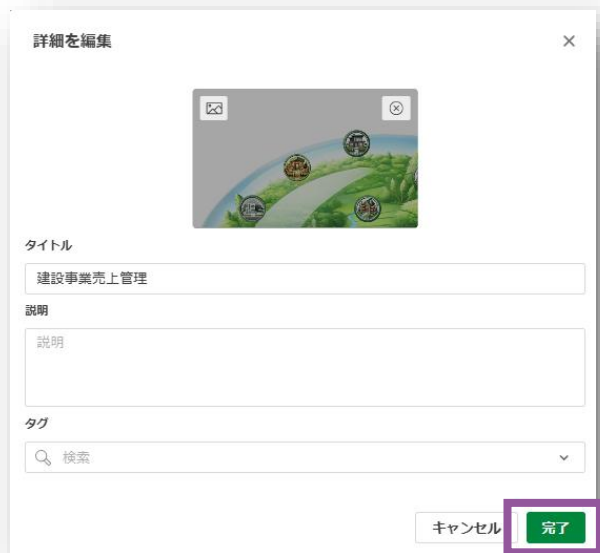 詳細を編集
タイトル
建設事業売上管理
説明
説明
タグ
検索
キャンセル
完了